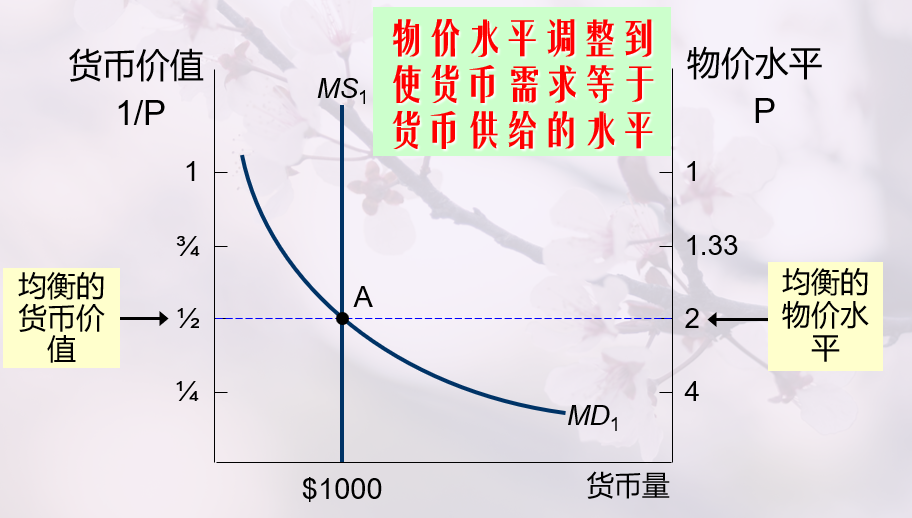 物价水平调整到
使货币需求等于
货币供给的水平
货币价值
1/P
物价水平
P
MS₁
1
¾
½
¼
1
1.33
2
4
均衡的
货币价
值
A
均衡的
物价水
平
MD₁
$1000
货币量